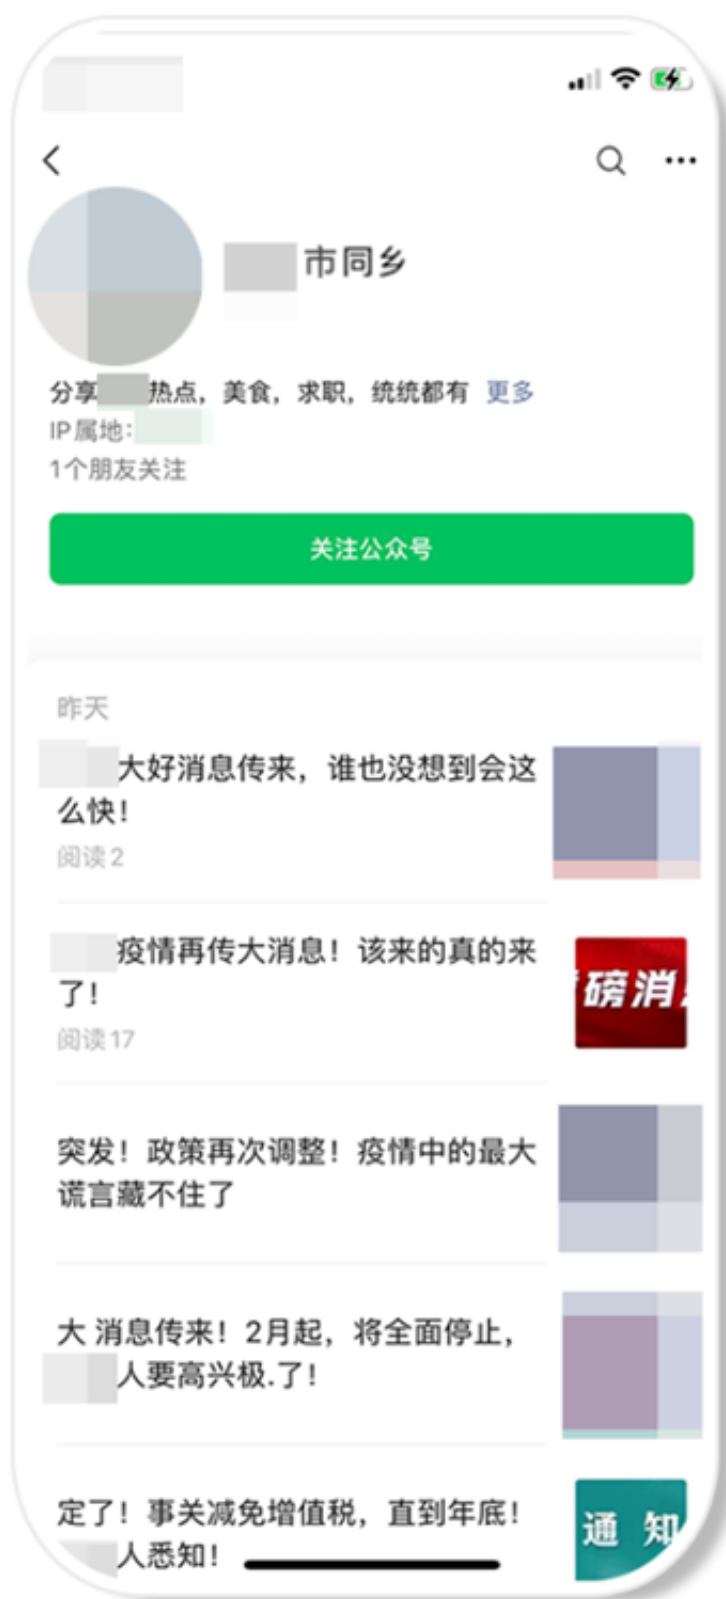 市同乡
分享 热点，美食，求职，统统都有 更多
IP属地：
1个朋友关注
关注公众号
昨天
大好消息传来，谁也没想到会这
么快！
阅读2
疫情再传大消息！该来的真的来
了！
阅读17
磅消
突发！政策再次调整！疫情中的最大
谎言藏不住了
大 消息传来！2月起，将全面停止，
人要高兴极.了！
定了！事关减免增值税，直到年底！
人悉知！
通知